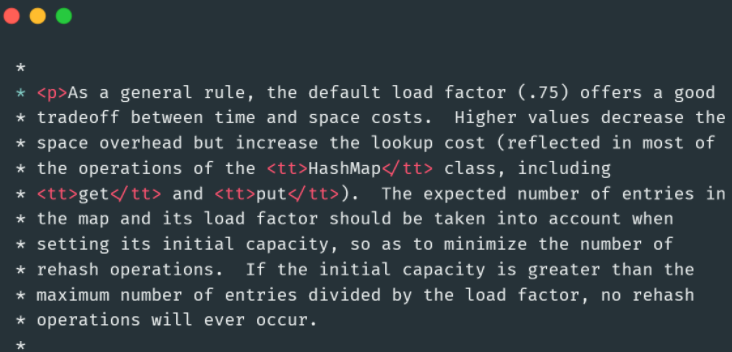 *
* <p>As a general rule, the default load factor (.75) offers a good
* tradeoff between time and space costs.  Higher values decrease the
* space overhead but increase the lookup cost (reflected in most of
* the operations of the <tt>HashMap</tt> class, including
* <tt>get</tt> and <tt>put</tt>).  The expected number of entries in
* the map and its load factor should be taken into account when
* setting its initial capacity, so as to minimize the number of
* rehash operations.  If the initial capacity is greater than the
* maximum number of entries divided by the load factor, no rehash
* operations will ever occur.
*